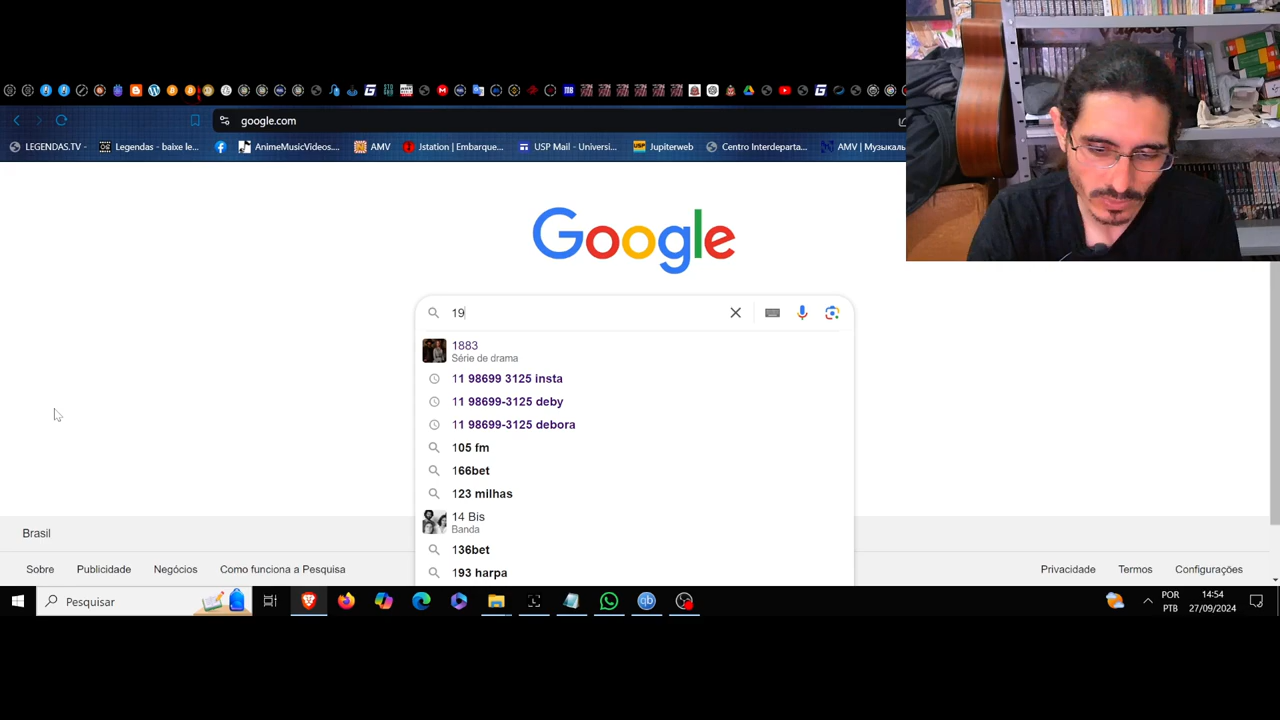 google.com
LEGENDAS.TV -
Legendas - baixe le...
AnimeMusicVideos....
AMV
Jstation | Embarque...
USP Mail - Universi...
Jupiterweb
Centro Interdeparta...
AMV | Музыкаль
Google
19
1883
Série de drama
11 98699 3125 insta
11 98699-3125 deby
11 98699-3125 debora
105 fm
166bet
123 milhas
14 Bis
Banda
136bet
193 harpa
Brasil
Sobre
Publicidade
Negócios
Como funciona a Pesquisa
Privacidade
Termos
Configurações
Pesquisar
POR
PTB
14:54
27/09/2024